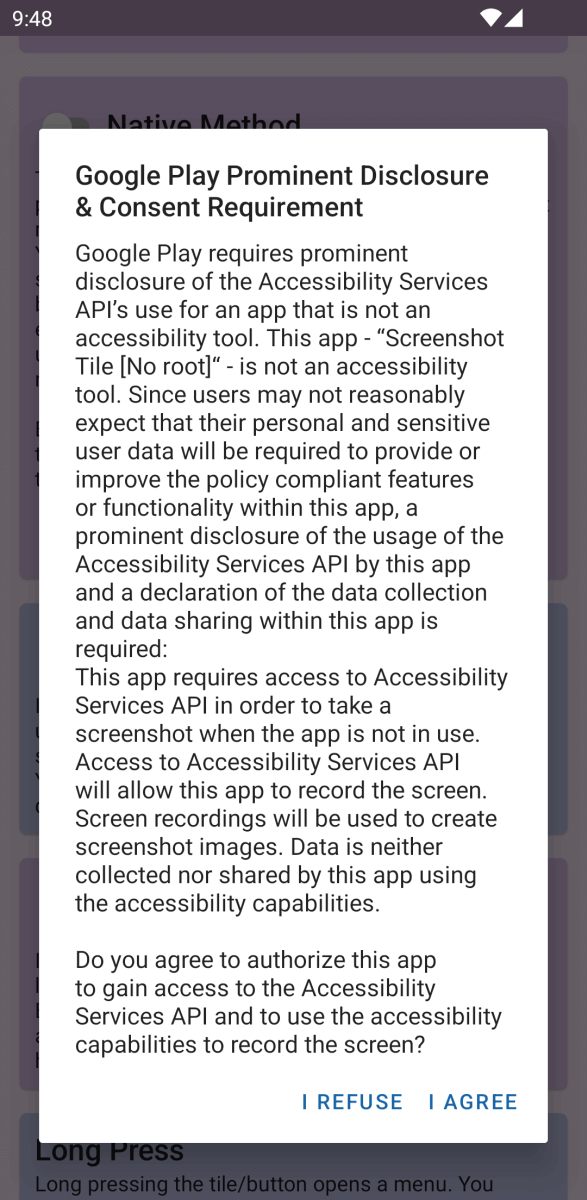 9:48
Native Method
Google Play Prominent Disclosure
& Consent Requirement
Google Play requires prominent
disclosure of the Accessibility Services
API’s use for an app that is not an
accessibility tool. This app - “Screenshot
Tile [No root]“ - is not an accessibility
tool. Since users may not reasonably
expect that their personal and sensitive
user data will be required to provide or
improve the policy compliant features
or functionality within this app, a
prominent disclosure of the usage of the
Accessibility Services API by this app
and a declaration of the data collection
and data sharing within this app is
required:
This app requires access to Accessibility
Services API in order to take a
screenshot when the app is not in use.
Access to Accessibility Services API
will allow this app to record the screen.
Screen recordings will be used to create
screenshot images. Data is neither
collected nor shared by this app using
the accessibility capabilities.
Do you agree to authorize this app
to gain access to the Accessibility
Services API and to use the accessibility
capabilities to record the screen?
I REFUSE I AGREE
Long Press
Long pressing the tile/button opens a menu. You